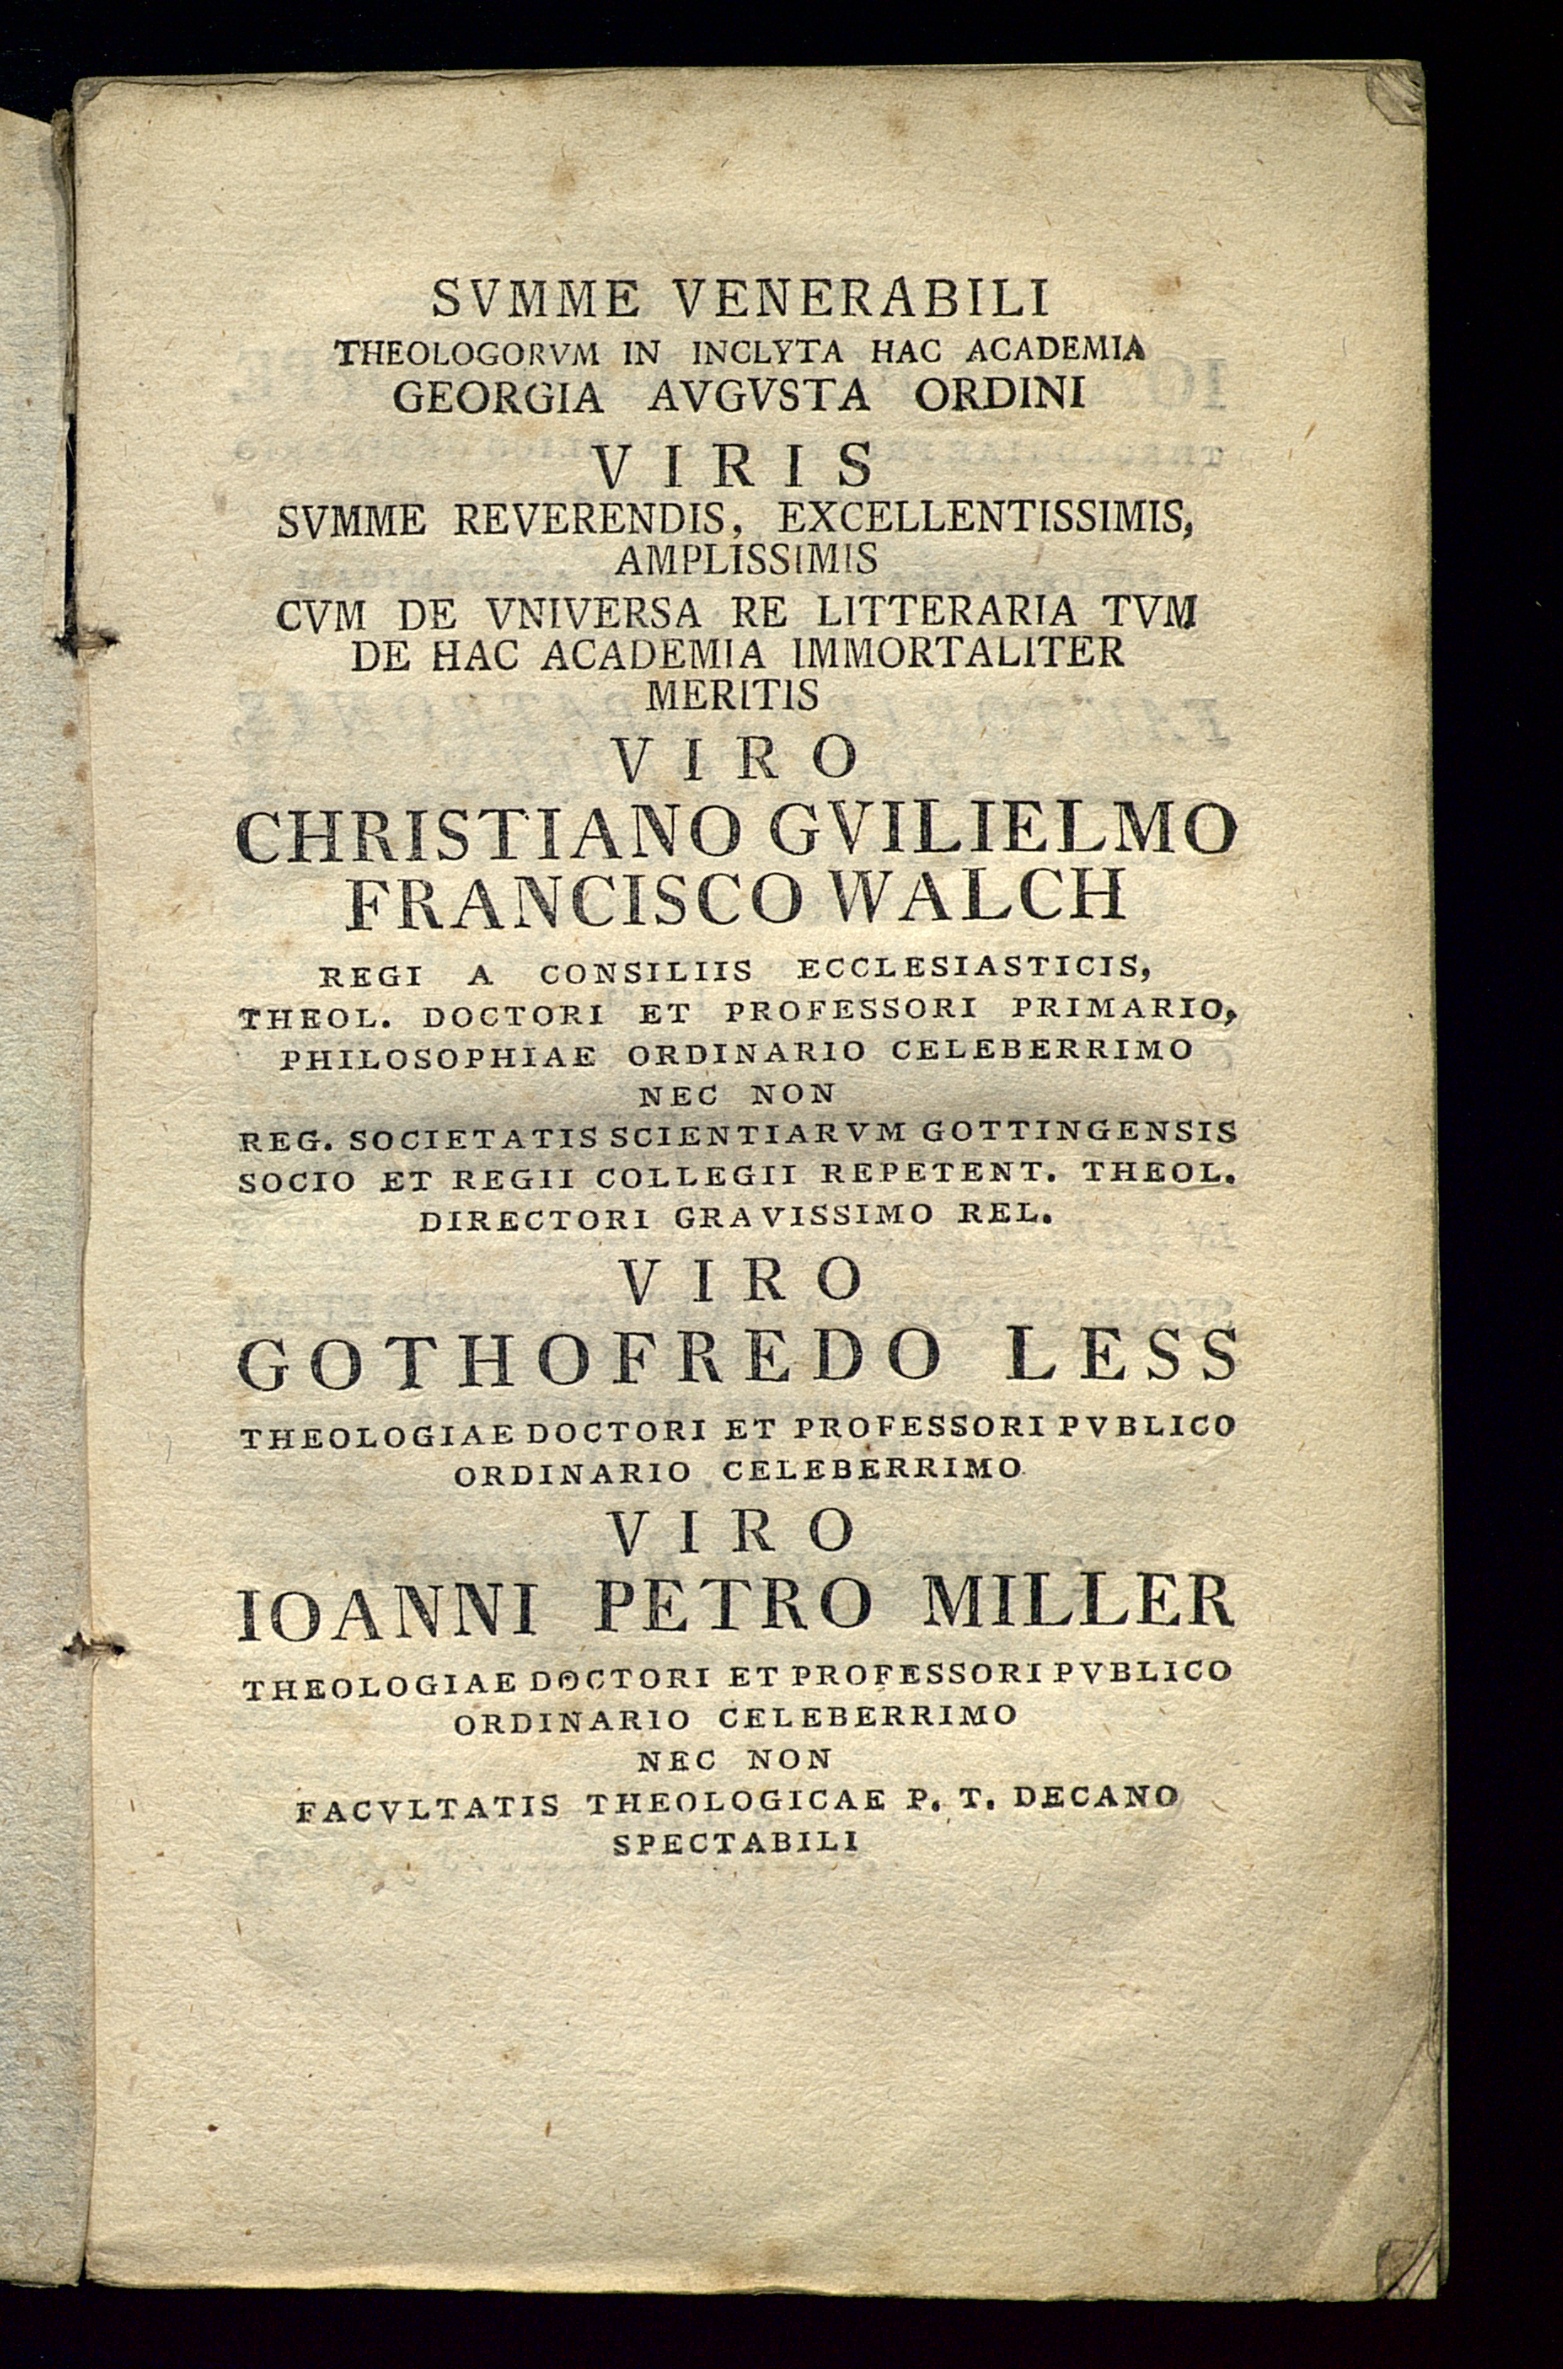 SVMME VENERABILI
THEOLOGORVM IN INCLYTA HAC ACADEMIA
GEORGIA AVGVSTA ORDINI
VIRIS
SVMME REVERENDIS, EXCELLENTISSIMIS,
AMPLISSIMIS
CVM DE VNIVERSA RE LITTERARIA TVM
DE HAC ACADEMIA IMMORTALITER
MERITIS
VIRO
CHRISTIANO GVILIELMO
FRANCISCO WALCH
REGI A CONSILIIS ECCLESIASTICIS,
THEOL. DOCTORI ET PROFESSORI PRIMARIO,
PHILOSOPHIAE ORDINARIO CELEBERRIMO
NEC NON
REG. SOCIETATIS SCIENTIARVM GOTTINGENSIS
SOCIO ET REGII COLLEGII REPETENT. THEOL.
DIRECTORI GRAVISSIMO REL.
VIRO
GOTHOFREDO LESS
THEOLOGIAE DOCTORI ET PROFESSORI PVBLICO
ORDINARIO CELEBERRIMO
VIRO
IOANNI PETRO MILLER
THEOLOGIAE DOCTORI ET PROFESSORI PVBLICO
ORDINARIO CELEBERRIMO
NEC NON
FACVLTATIS THEOLOGICAE P. T. DECANO
SPECTABILI